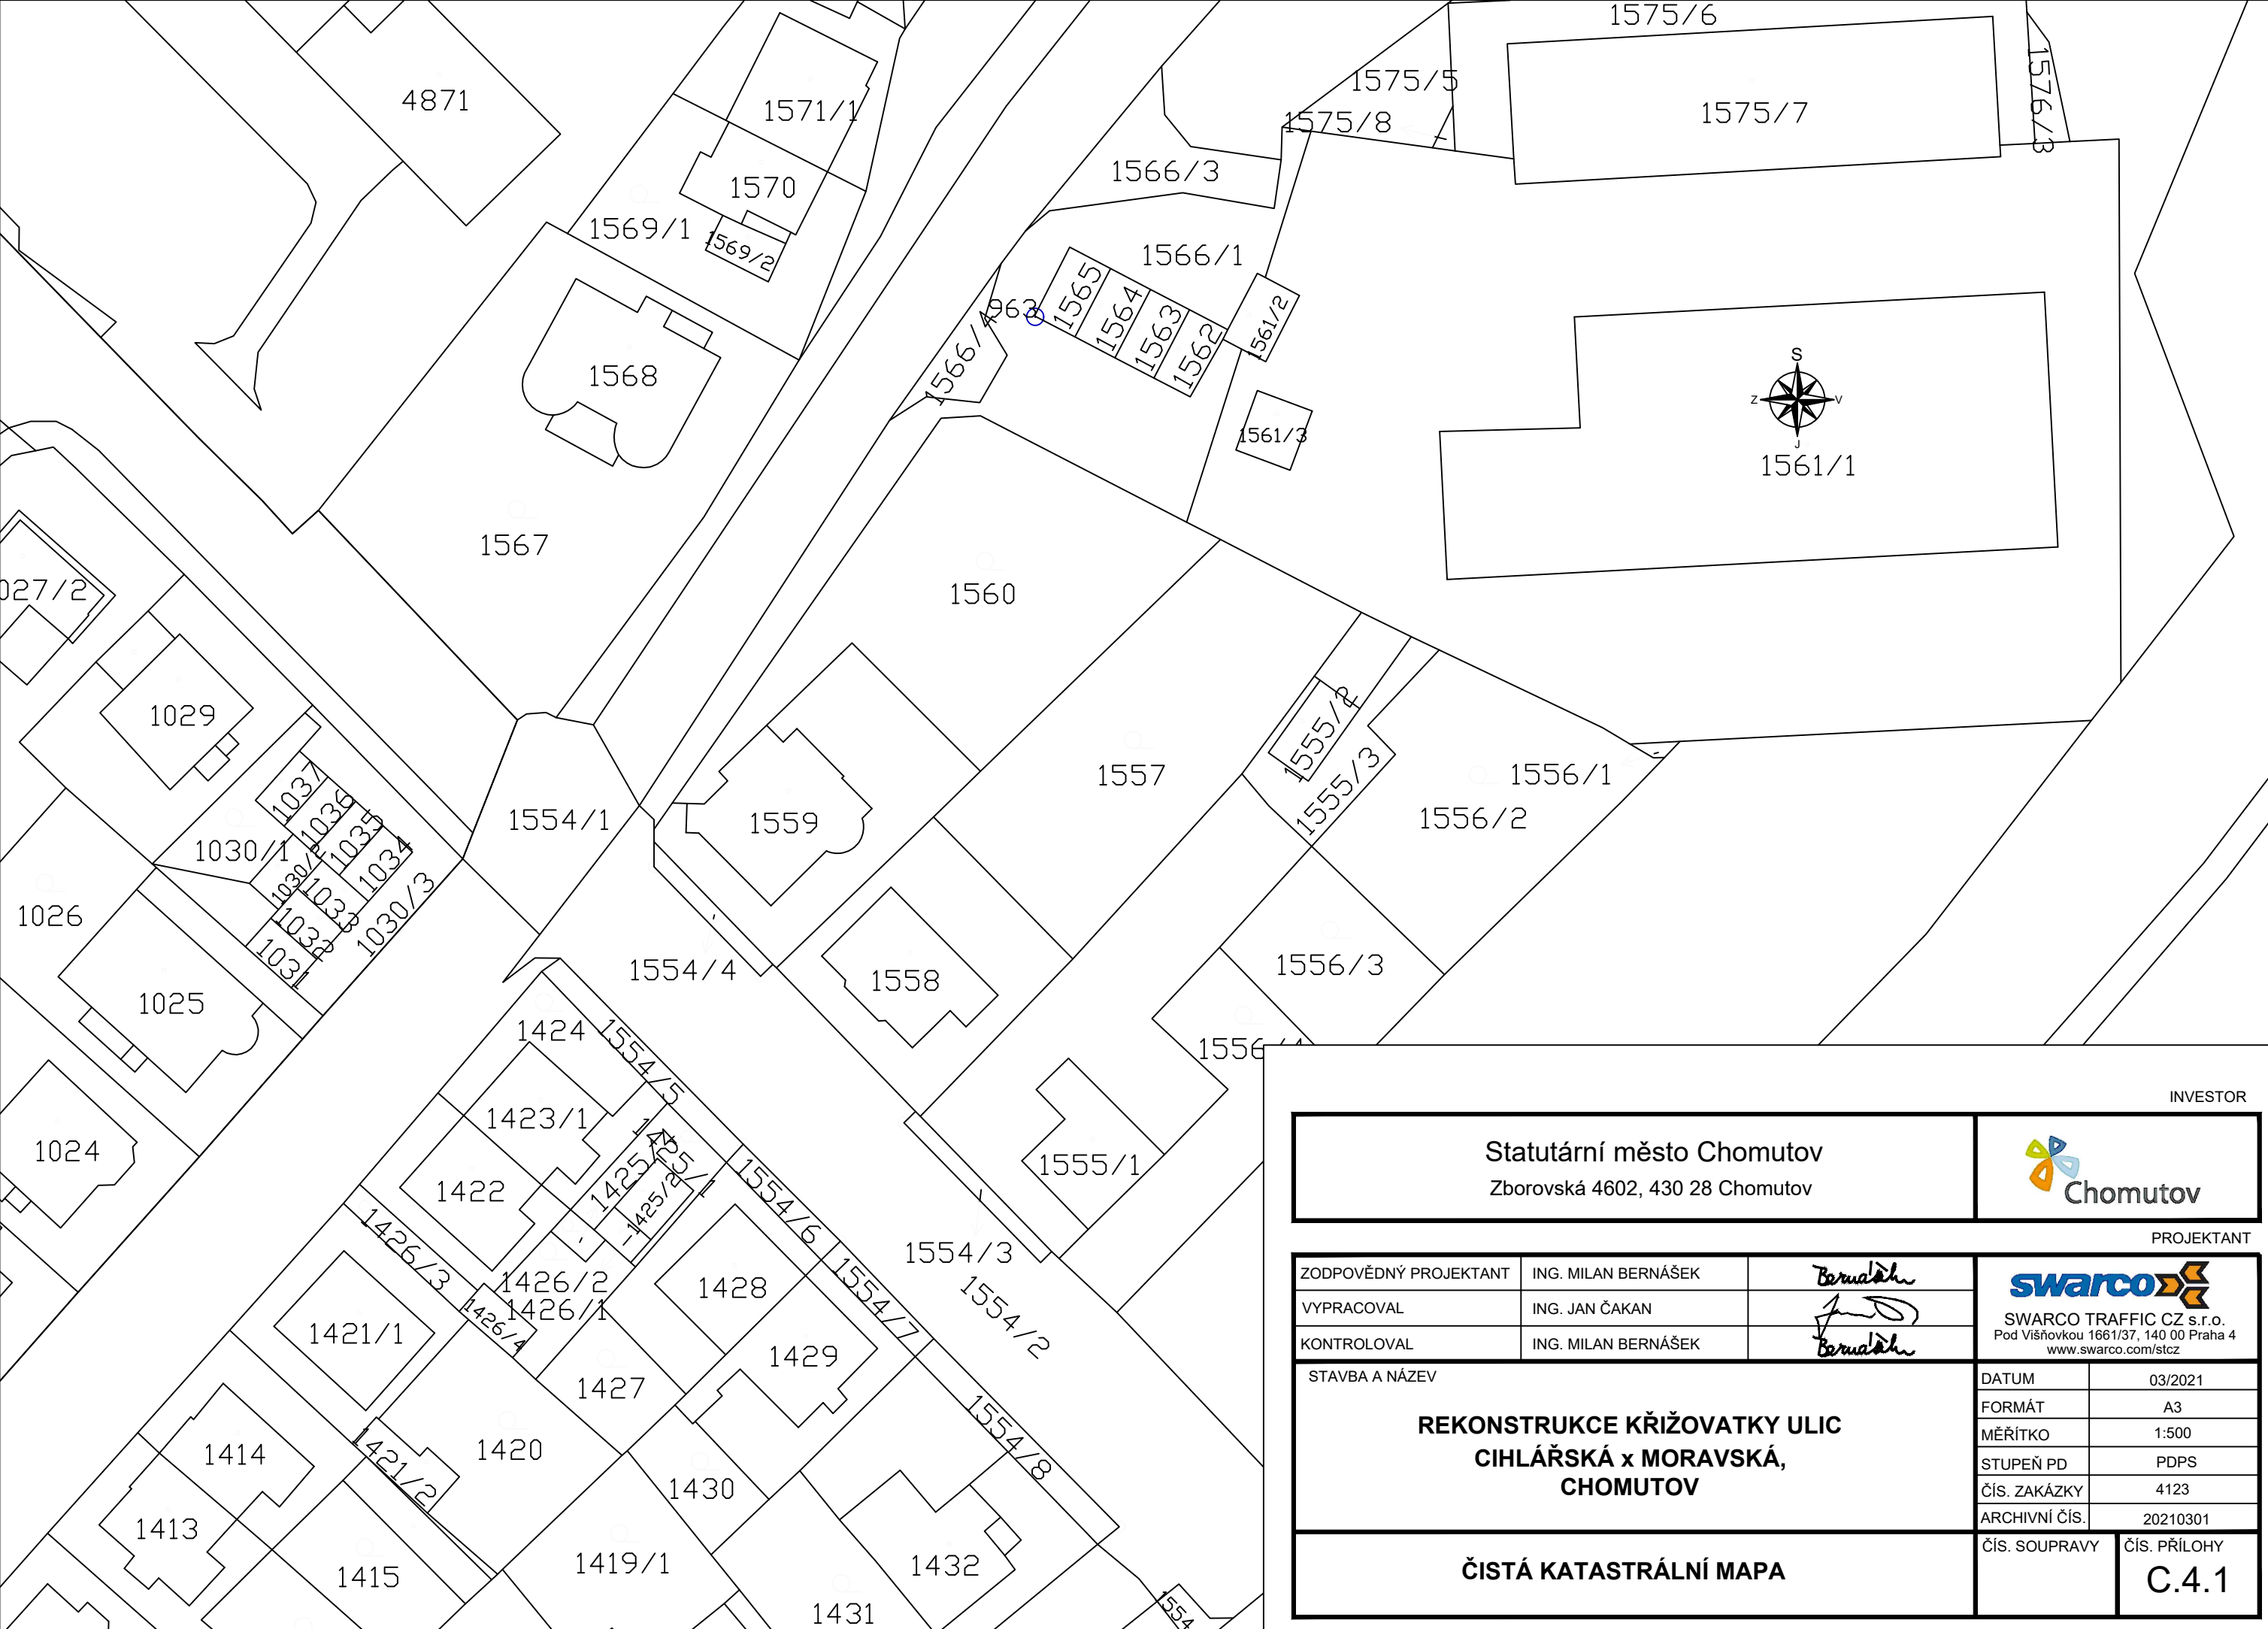 1575/6
4871
1571/1
1575/5
1575/7
1576/3
1575/8
1566/3
1570
1569/1
1569/2
1566/1
963
1565
1564
1563
1562
1561/2
1566/4
1568
1561/3
S
Z
V
J
1561/1
1567
1560
027/2
1029
1555/2
1557
1555/3
1556/1
1556/2
1037
1036
1035
1034
1554/1
1559
1030/1
1030/2
1033
1032
1031
1030/3
1026
1554/4
1558
1556/3
1025
1424
1554/5
1423/1
1024
1422
1425/2
1555/1
1554/6
1426/3
1554/3
1426/2
1426/1
1426/4
1428
1554/7
1554/2
1421/1
1429
1427
1554/8
1414
1420
1421/2
1430
1413
1415
1419/1
1432
1431
1554
INVESTOR
Statutární město Chomutov
Zborovská 4602, 430 28 Chomutov
Chomutov
PROJEKTANT
ZODPOVĚDNÝ PROJEKTANT ING. MILAN BERNÁŠEK
VYPRACOVAL ING. JAN ČAKAN
KONTROLOVAL ING. MILAN BERNÁŠEK
swarco
SWARCO TRAFFIC CZ s.r.o.
Pod Višňovkou 1661/37, 140 00 Praha 4
www.swarco.com/stcz
STAVBA A NÁZEV
REKONSTRUKCE KŘIŽOVATKY ULIC
CIHLÁŘSKÁ x MORAVSKÁ,
CHOMUTOV
DATUM 03/2021
FORMÁT A3
MĚŘÍTKO 1:500
STUPEŇ PD PDPS
ČÍS. ZAKÁZKY 4123
ARCHIVNÍ ČÍS. 20210301
ČISTÁ KATASTRÁLNÍ MAPA
ČÍS. SOUPRAVY
ČÍS. PŘÍLOHY
C.4.1